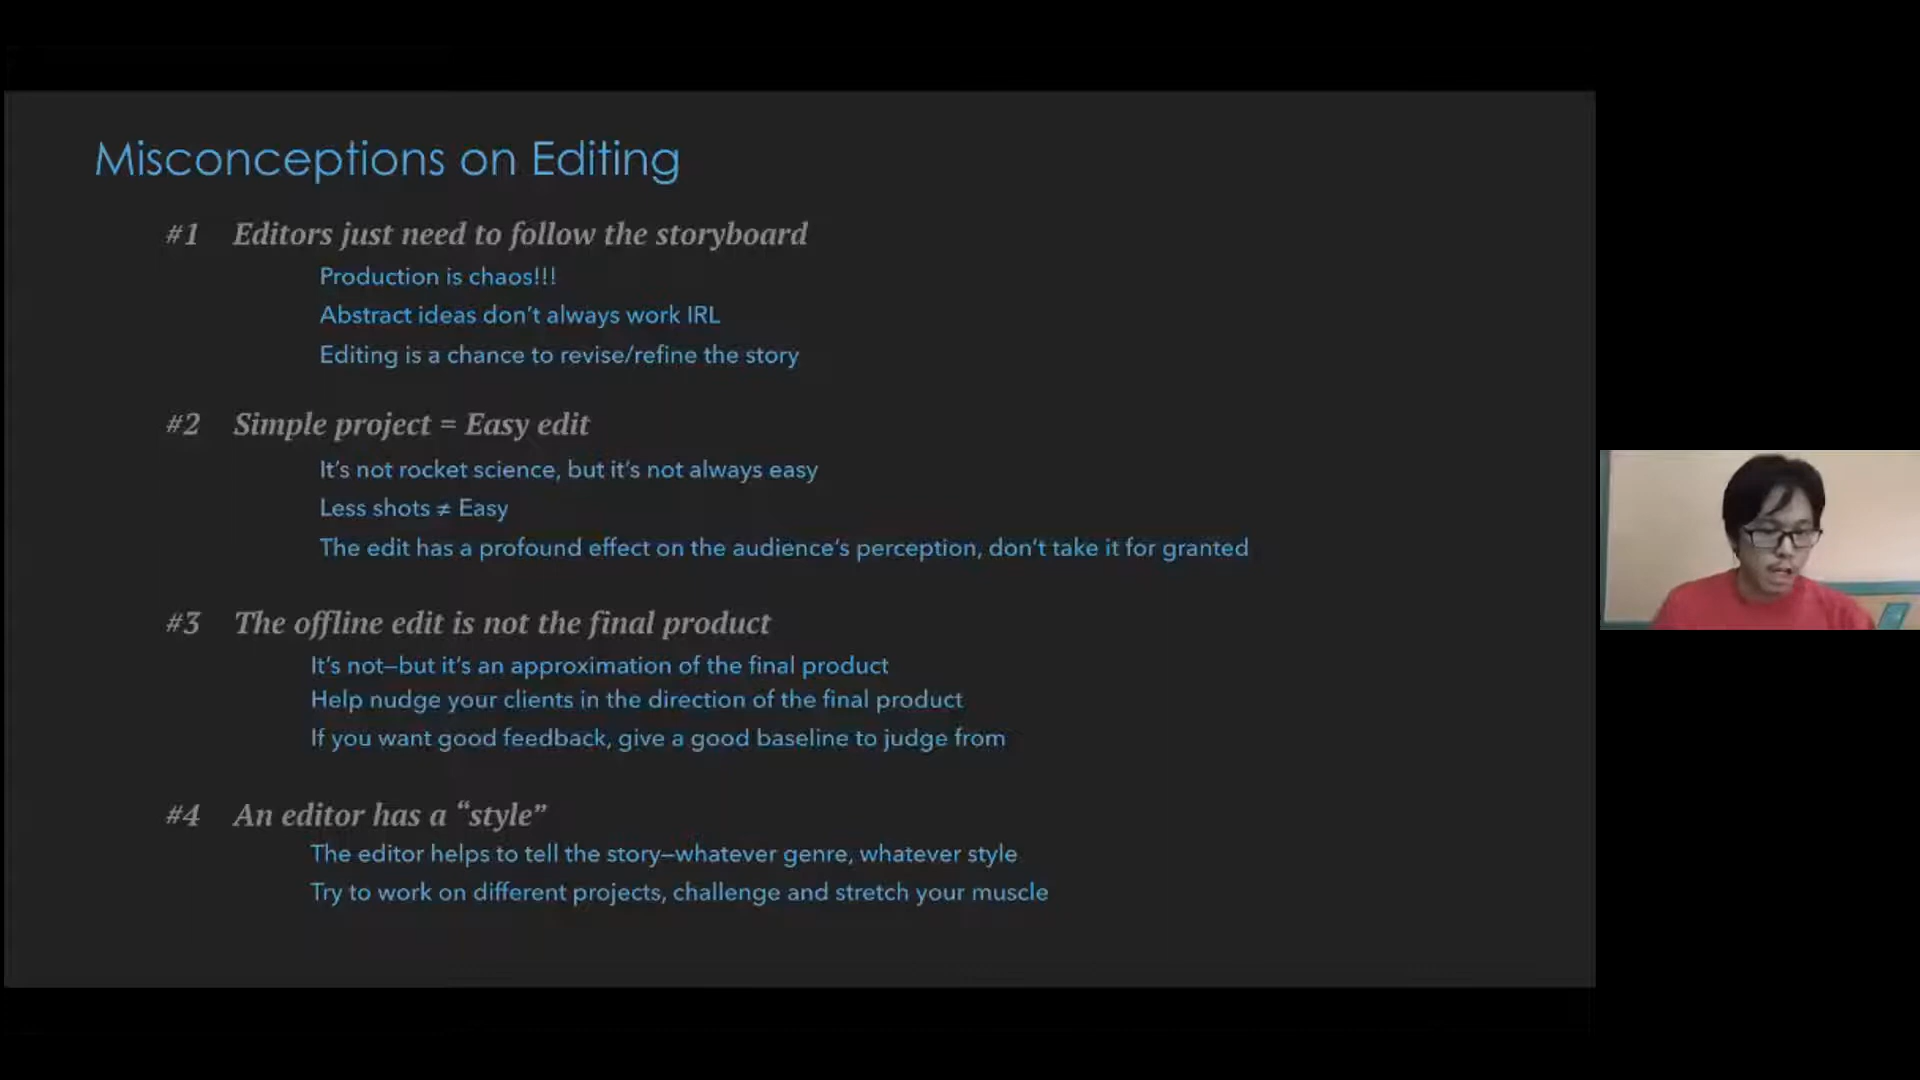 Misconceptions on Editing
#1 Editors just need to follow the storyboard
Production is chaos!!!
Abstract ideas don’t always work IRL
Editing is a chance to revise/refine the story
#2 Simple project = Easy edit
It’s not rocket science, but it’s not always easy
Less shots ≠ Easy
The edit has a profound effect on the audience’s perception, don’t take it for granted
#3 The offline edit is not the final product
It’s not—but it’s an approximation of the final product
Help nudge your clients in the direction of the final product
If you want good feedback, give a good baseline to judge from
#4 An editor has a “style”
The editor helps to tell the story—whatever genre, whatever style
Try to work on different projects, challenge and stretch your muscle